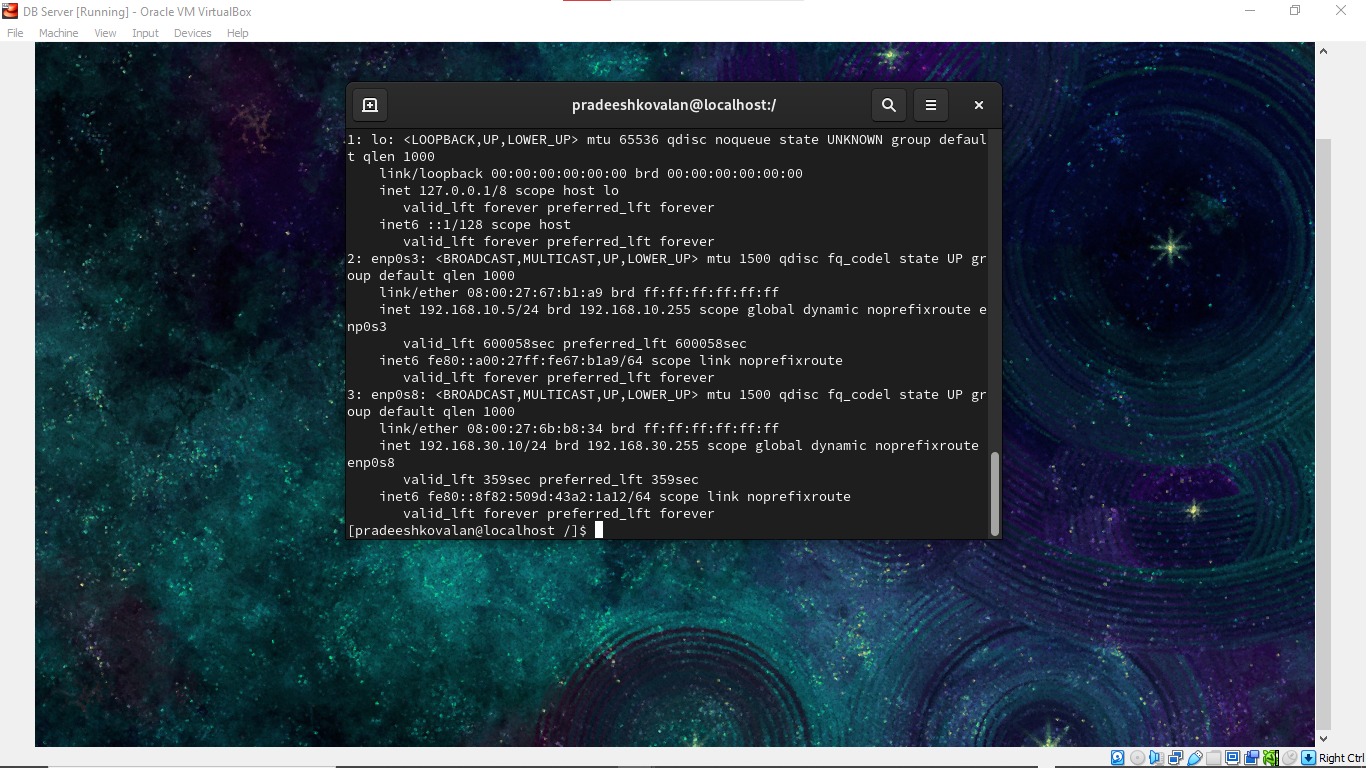 DB Server [Running] - Oracle VM VirtualBox
File Machine View Input Devices Help
pradeeshkovalan@localhost:/
1: lo: <LOOPBACK,UP,LOWER_UP> mtu 65536 qdisc noqueue state UNKNOWN group defaul
t qlen 1000
    link/loopback 00:00:00:00:00:00 brd 00:00:00:00:00:00
    inet 127.0.0.1/8 scope host lo
       valid_lft forever preferred_lft forever
    inet6 ::1/128 scope host
       valid_lft forever preferred_lft forever
2: enp0s3: <BROADCAST,MULTICAST,UP,LOWER_UP> mtu 1500 qdisc fq_codel state UP gr
oup default qlen 1000
    link/ether 08:00:27:67:b1:a9 brd ff:ff:ff:ff:ff:ff
    inet 192.168.10.5/24 brd 192.168.10.255 scope global dynamic noprefixroute e
np0s3
       valid_lft 600058sec preferred_lft 600058sec
    inet6 fe80::a00:27ff:fe67:b1a9/64 scope link noprefixroute
       valid_lft forever preferred_lft forever
3: enp0s8: <BROADCAST,MULTICAST,UP,LOWER_UP> mtu 1500 qdisc fq_codel state UP gr
oup default qlen 1000
    link/ether 08:00:27:6b:b8:34 brd ff:ff:ff:ff:ff:ff
    inet 192.168.30.10/24 brd 192.168.30.255 scope global dynamic noprefixroute
enp0s8
       valid_lft 359sec preferred_lft 359sec
    inet6 fe80::8f82:509d:43a2:1a12/64 scope link noprefixroute
       valid_lft forever preferred_lft forever
[pradeeshkovalan@localhost /]$
Right Ctrl